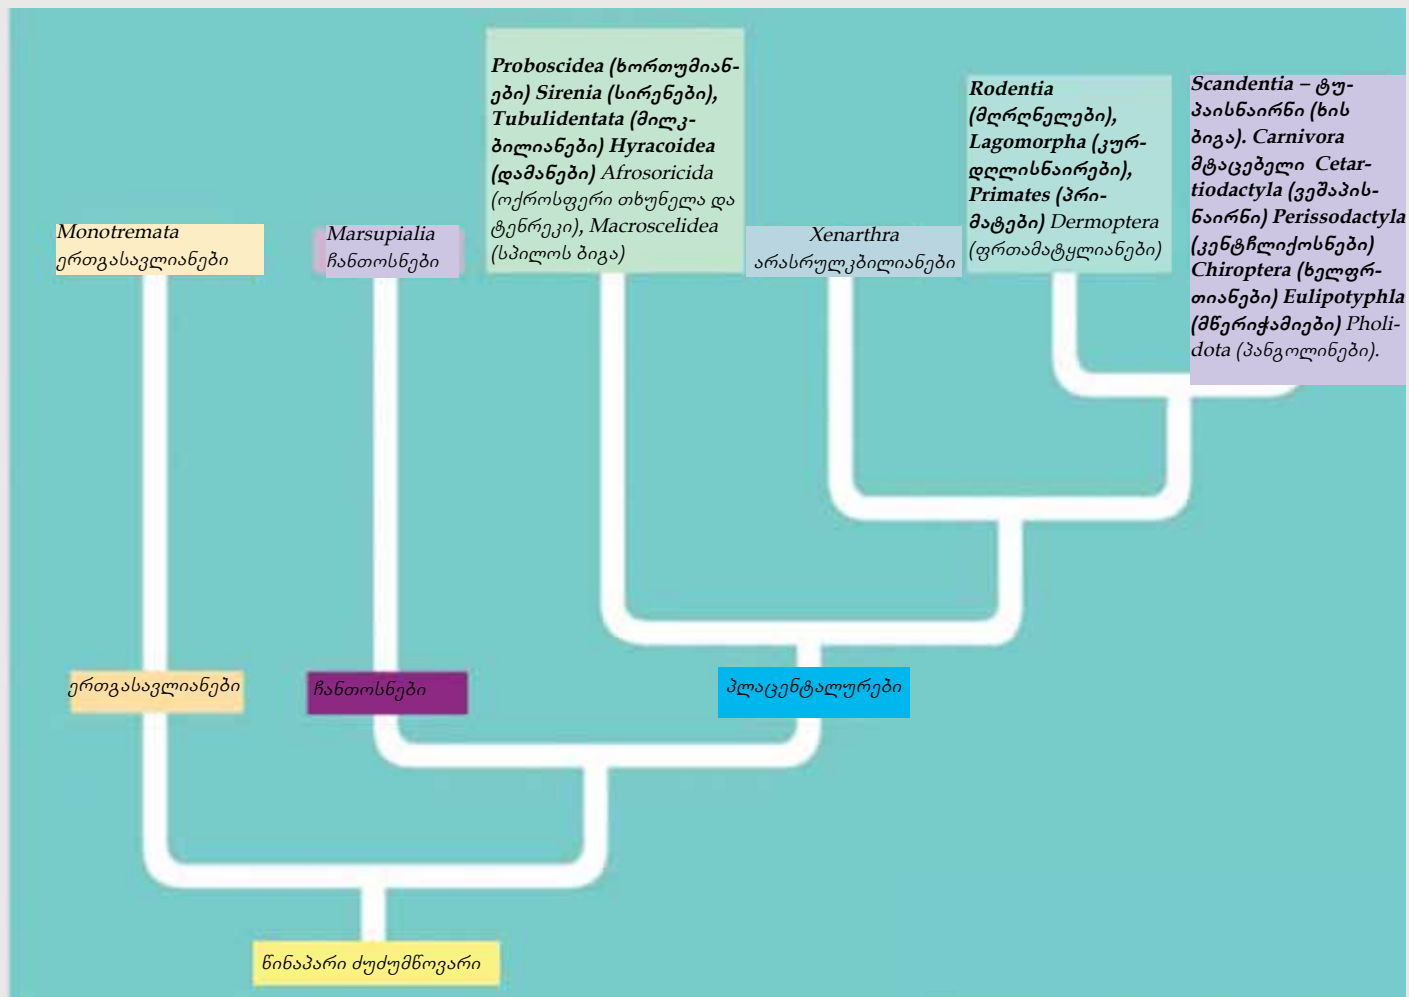 Proboscidea (ხორთუმიან-
ები) Sirenia (სირენები),
Tubulidentata (მილკ-
ბილიანები) Hyracoidea
(დამანები) Afrosoricida
(ოქროსფერი თხუნელა და
ტენრეკი), Macroscelidea
(სპილოს ბიგა)
Rodentia
(მღრღნელები),
Lagomorpha (კურ-
დღლისნაირები),
Primates (პრი-
მატები) Dermoptera
(ფრთამატყლიანები)
Scandentia – ტუ-
პაისნაირნი (ხის
ბიგა). Carnivora
მტაცებელი Cetar-
tiodactyla (ვეშაპის-
ნაირნი) Perissodactyla
(კენტჩლიქოსნები)
Chiroptera (ხელფრ-
თიანები) Eulipotyphla
(მწერიჭამიები) Pholi-
dota (პანგოლინები).
Monotremata
ერთგასავლიანები
Marsupialia
ჩანთოსნები
Xenarthra
არასრულკბილიანები
ერთგასავლიანები
ჩანთოსნები
პლაცენტალურები
წინაპარი ძუძუმწოვარი